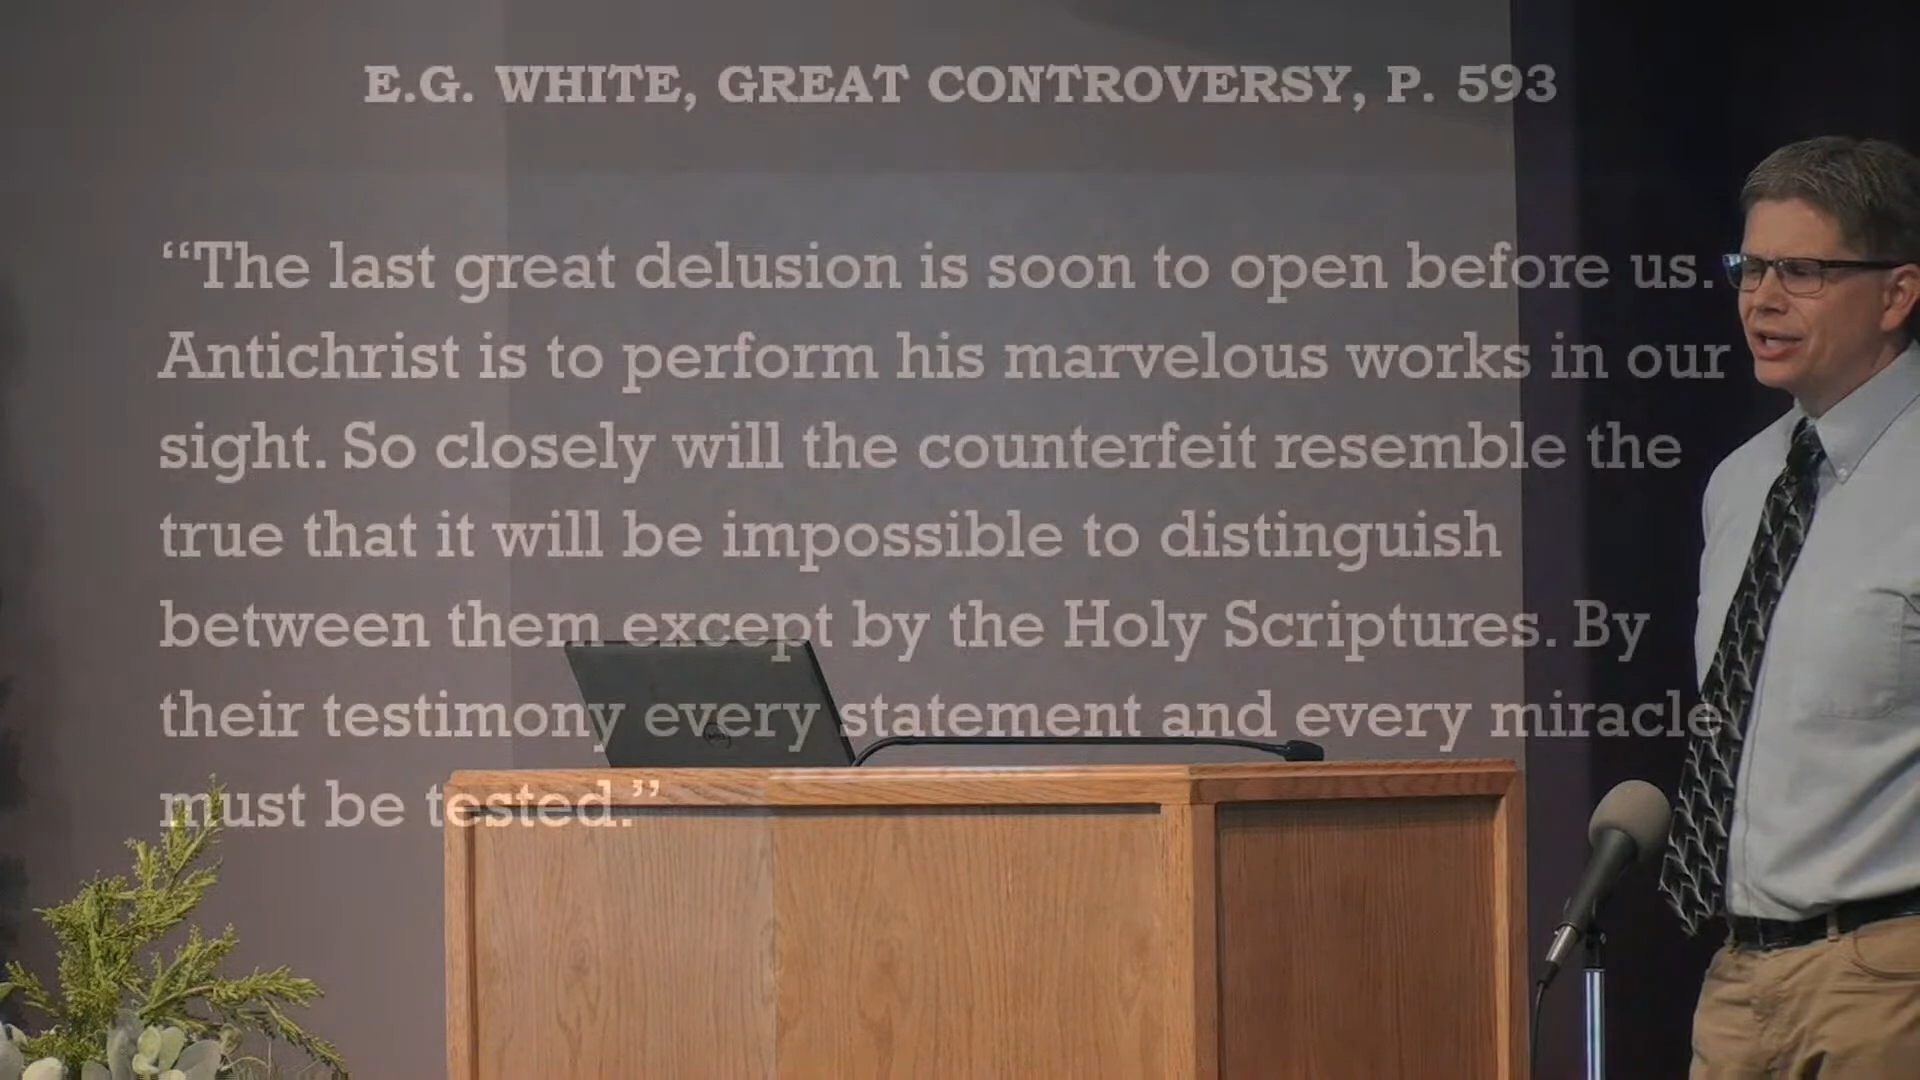 E.G. WHITE, GREAT CONTROVERSY, P. 593
“The last great delusion is soon to open before us.
Antichrist is to perform his marvelous works in our
sight. So closely will the counterfeit resemble the
true that it will be impossible to distinguish
between them except by the Holy Scriptures. By
their testimony every statement and every miracle
must be tested.”
DELL